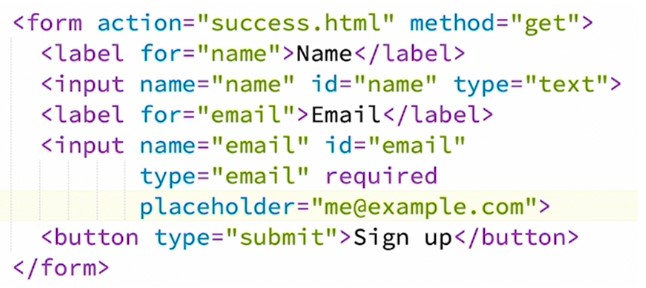 <form action="success.html" method="get">
<label for="name">Name</label>
<input name="name" id="name" type="text">
<label for="email">Email</label>
<input name="email" id="email"
type="email" required
placeholder="me@example.com">
<button type="submit">Sign up</button>
</form>